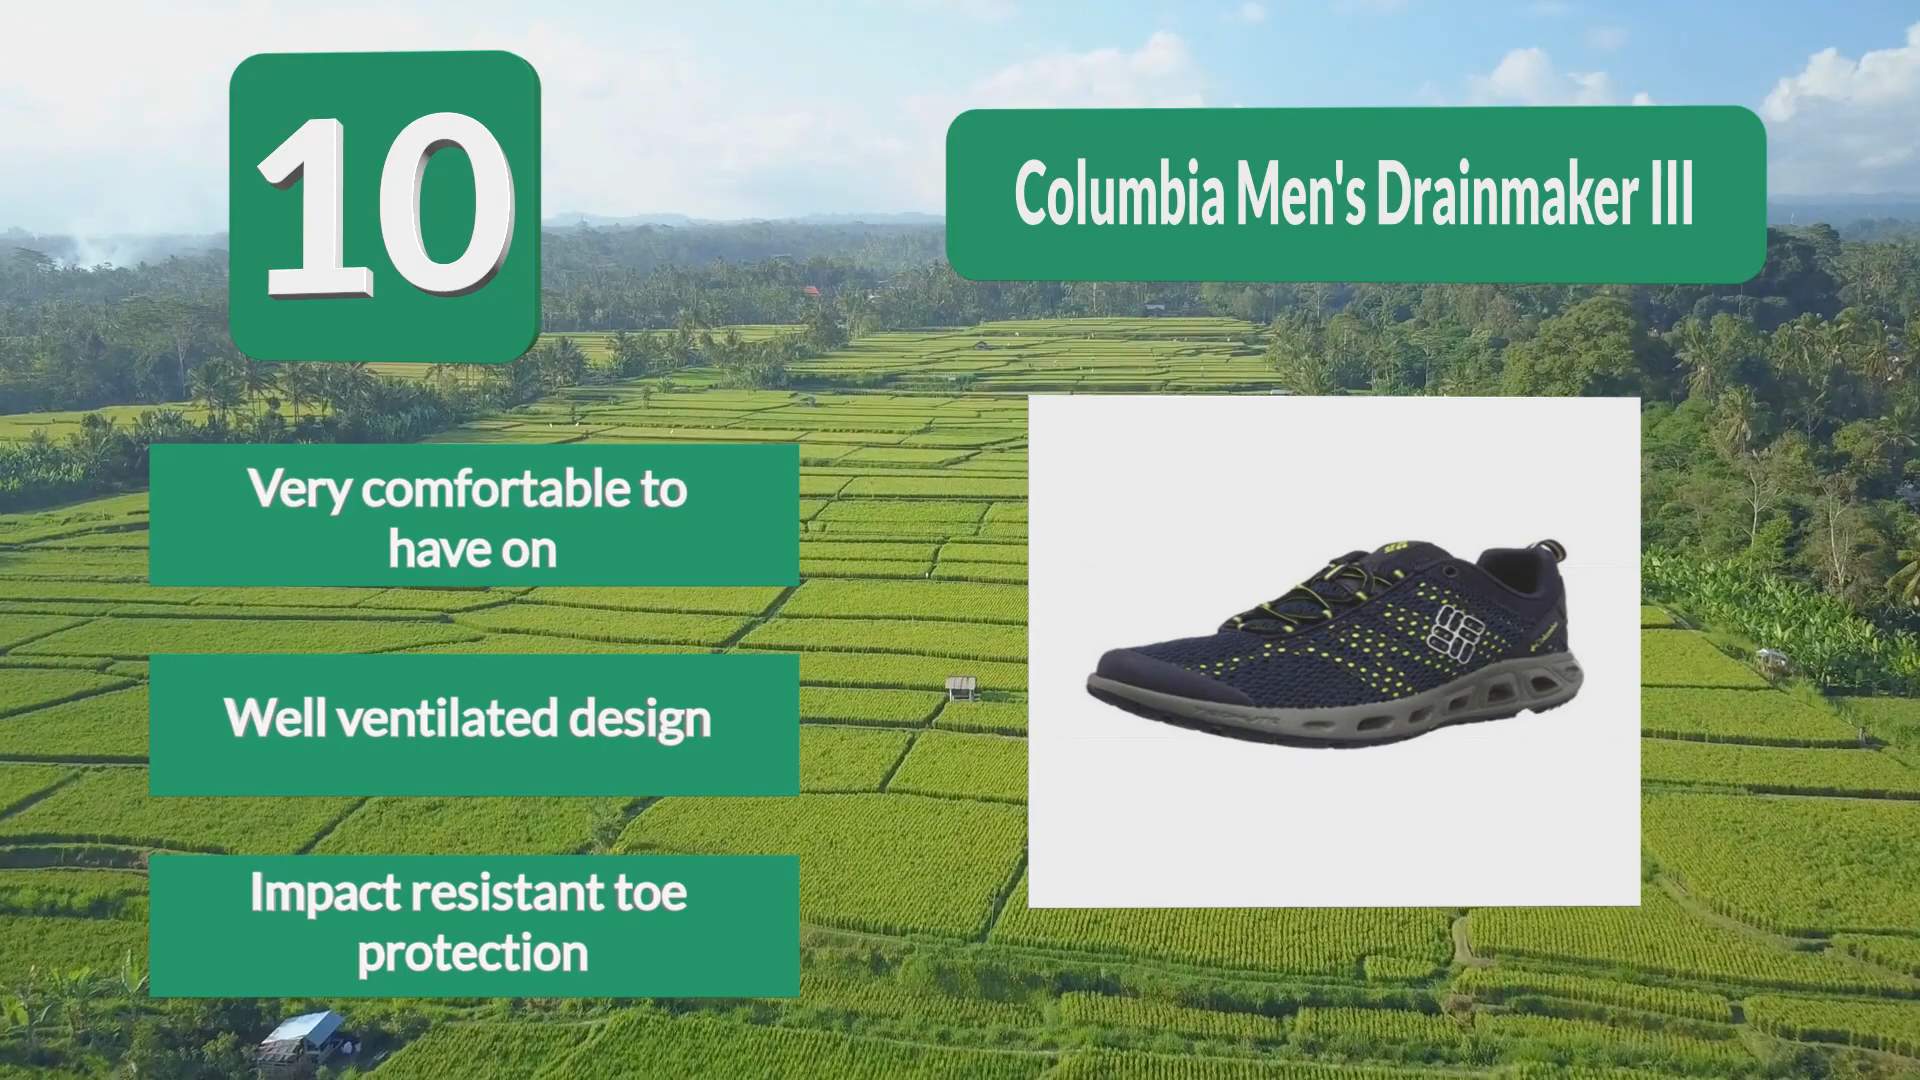 10
Columbia Men's Drainmaker III
Very comfortable to
have on
Well ventilated design
Impact resistant toe
protection